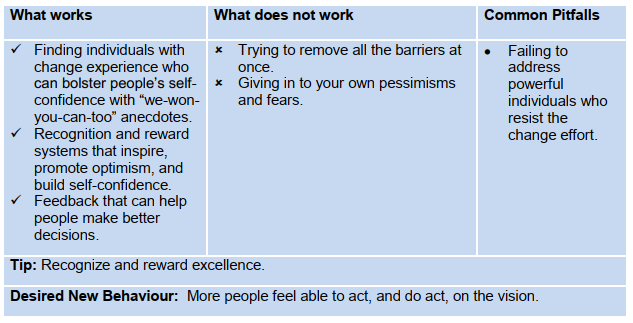 What works
✓ Finding individuals with
change experience who
can bolster people's self-
confidence with "we-won-
you-can-too" anecdotes.
✓ Recognition and reward
systems that inspire,
promote optimism, and
build self-confidence.
✓ Feedback that can help
people make better
decisions.
What does not work
× Trying to remove all the barriers at
once.
× Giving in to your own pessimisms
and fears.
Common Pitfalls
• Failing to
address
powerful
individuals who
resist the
change effort.
Tip: Recognize and reward excellence.
Desired New Behaviour: More people feel able to act, and do act, on the vision.